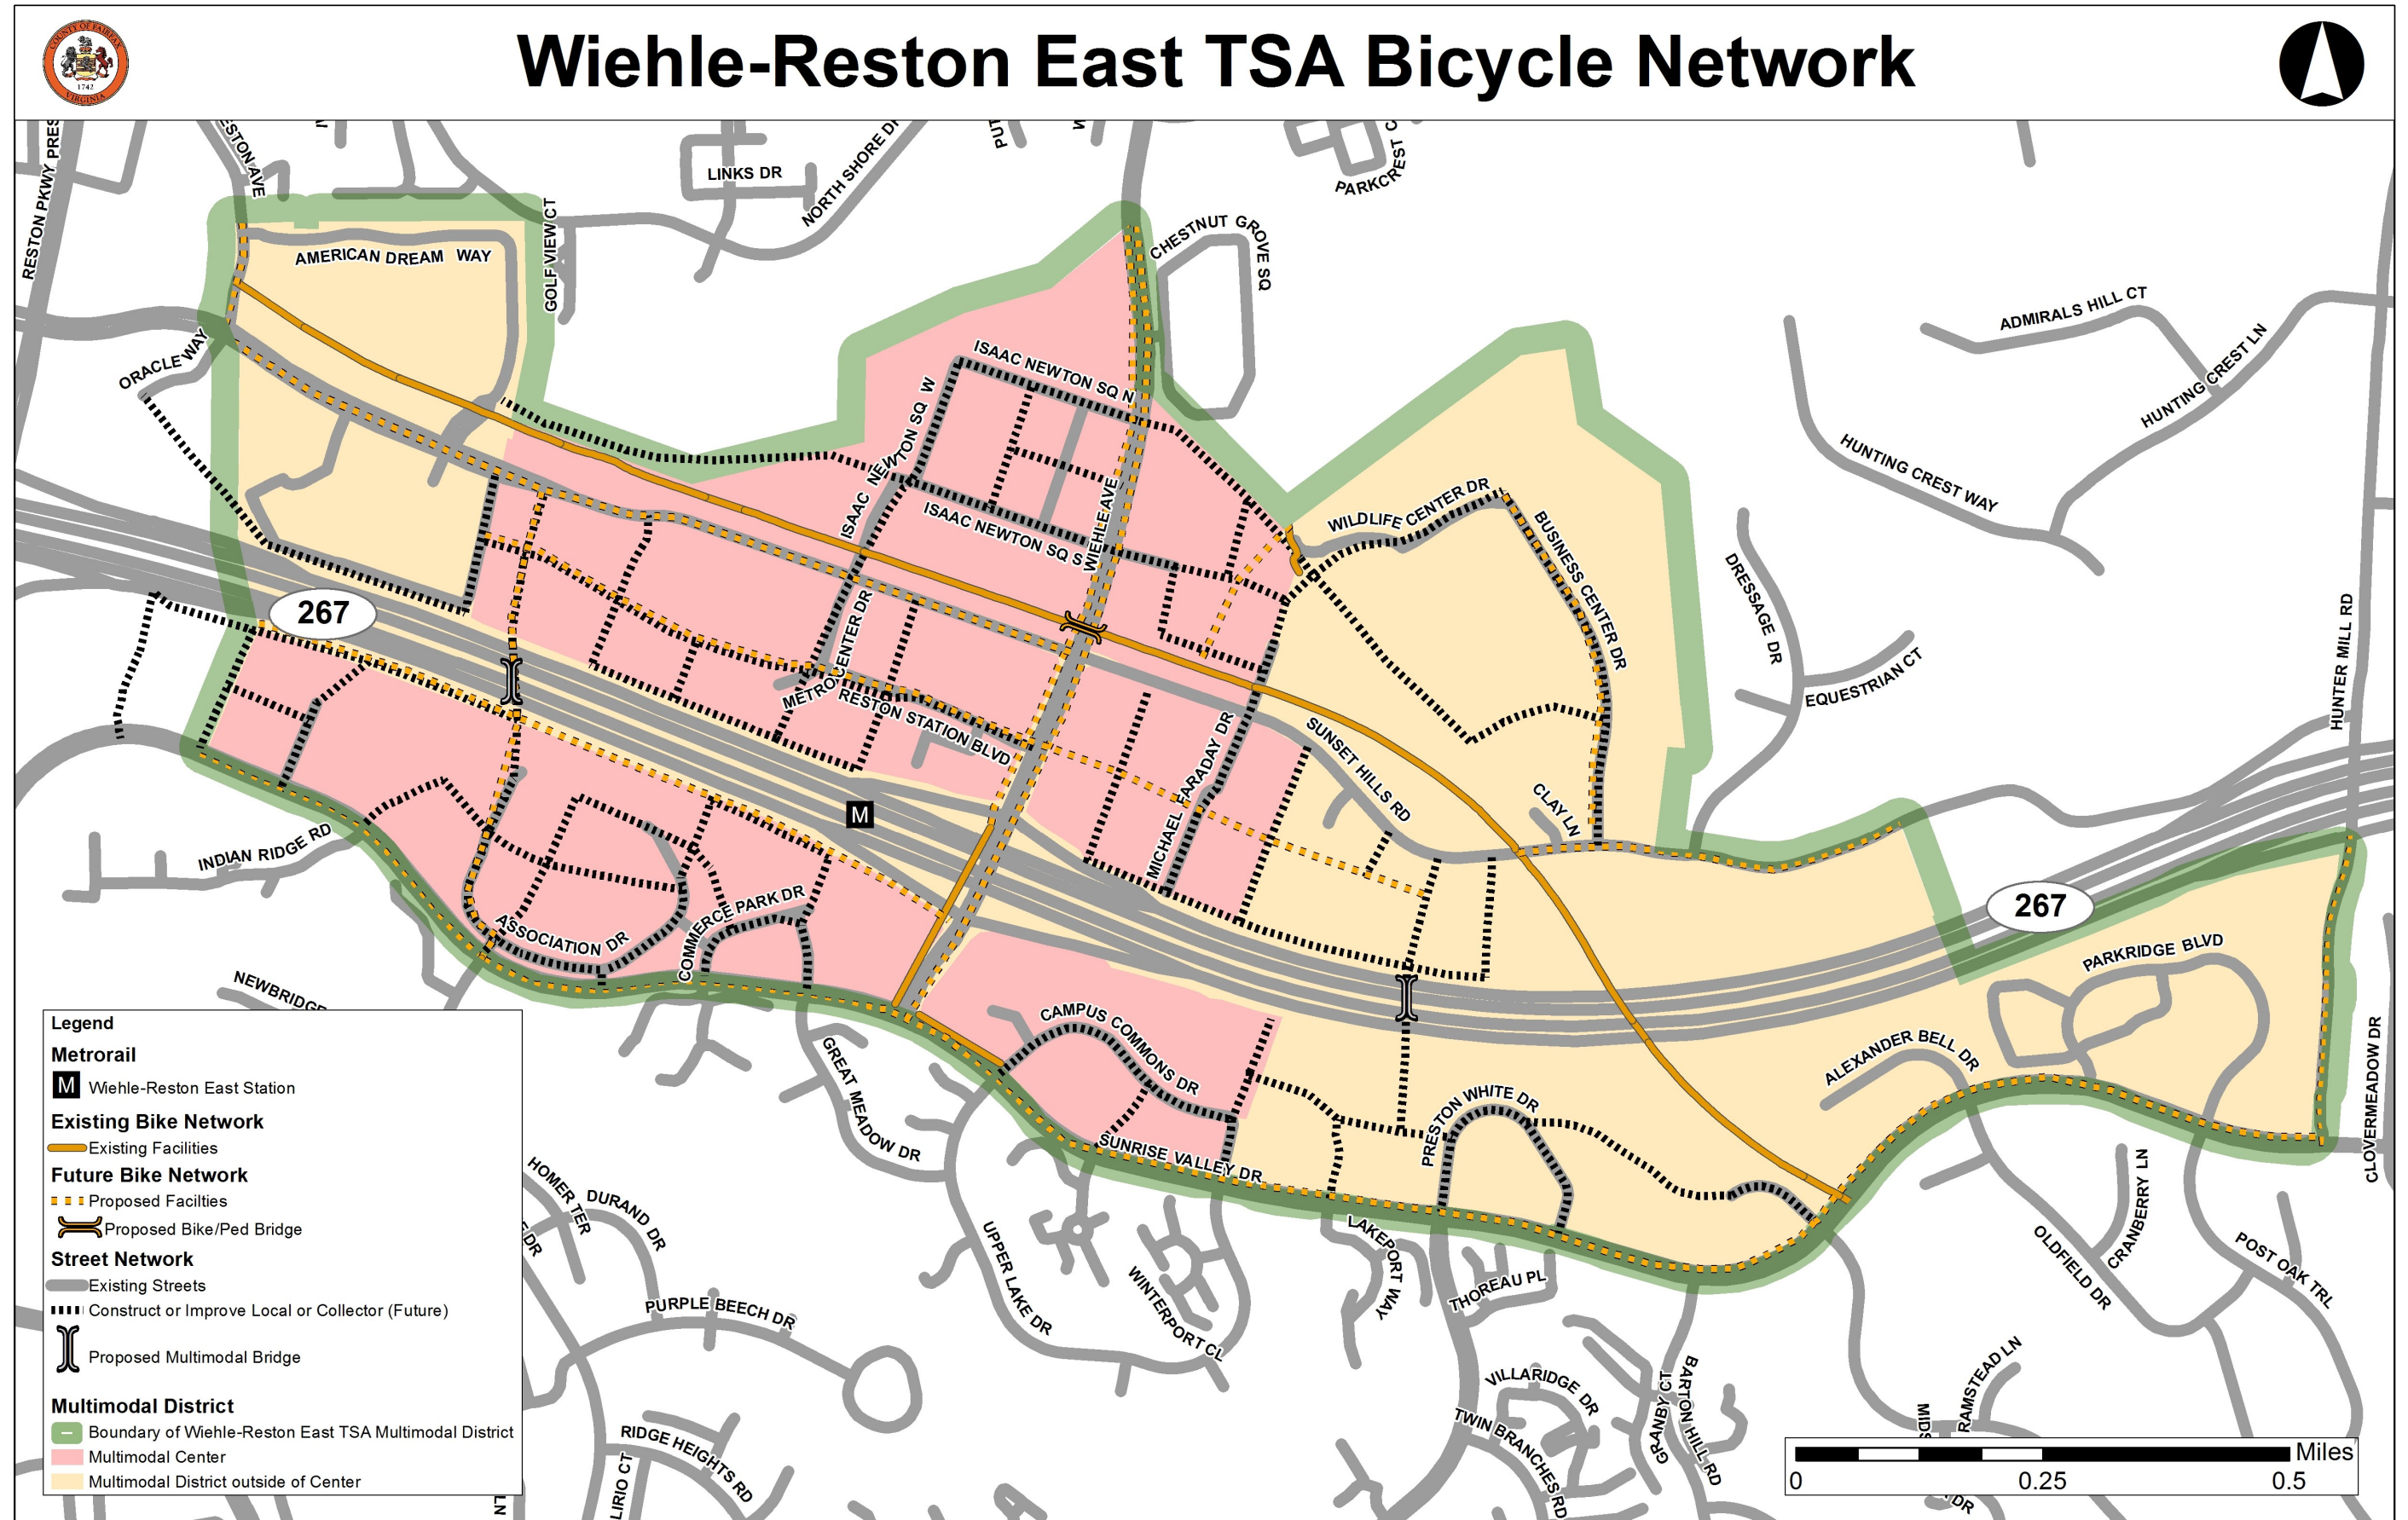 Wiehle-Reston East TSA Bicycle Network
COUNTY OF FAIRFAX
1742
VIRGINIA
RESTON PKWY
AMERICAN DREAM WAY
GOLF VIEW CT
LINKS DR
NORTH SHORE DR
CHESTNUT GROVE SQ
ADMIRALS HILL CT
HUNTING CREST LN
HUNTING CREST WAY
ORACLE WAY
ISAAC NEWTON SQ N
ISAAC NEWTON SQ W
ISAAC NEWTON SQ S
WIEHLE AVE
WILDLIFE CENTER DR
BUSINESS CENTER DR
DRESSAGE DR
EQUESTRIAN CT
HUNTER MILL RD
267
METRO CENTER DR
RESTON STATION BLVD
MICHAEL FARADAY DR
SUNSET HILLS RD
CLAY LN
M
INDIAN RIDGE RD
ASSOCIATION DR
COMMERCE PARK DR
267
PARKRIDGE BLVD
ALEXANDER BELL DR
CAMPUS COMMONS DR
PRESTON WHITE DR
SUNRISE VALLEY DR
GREAT MEADOW DR
CLOVERMEADOW DR
CRANBERRY LN
OLDFIELD DR
POST OAK TRL
HOMER TER
DURAND DR
PURPLE BEECH DR
UPPER LAKE DR
WINTERPORT CL
LAKEPORT WAY
THOREAU PL
VILLARIDGE DR
TWIN BRANCHES RD
GRANBY CT
BARTON HILL RD
RAMSTEAD LN
RIDGE HEIGHTS RD
LIRIO CT
LN
DR
Legend
Metrorail
M Wiehle-Reston East Station
Existing Bike Network
Existing Facilities
Future Bike Network
Proposed Facilties
Proposed Bike/Ped Bridge
Street Network
Existing Streets
Construct or Improve Local or Collector (Future)
Proposed Multimodal Bridge
Multimodal District
Boundary of Wiehle-Reston East TSA Multimodal District
Multimodal Center
Multimodal District outside of Center
Miles
0 0.25 0.5